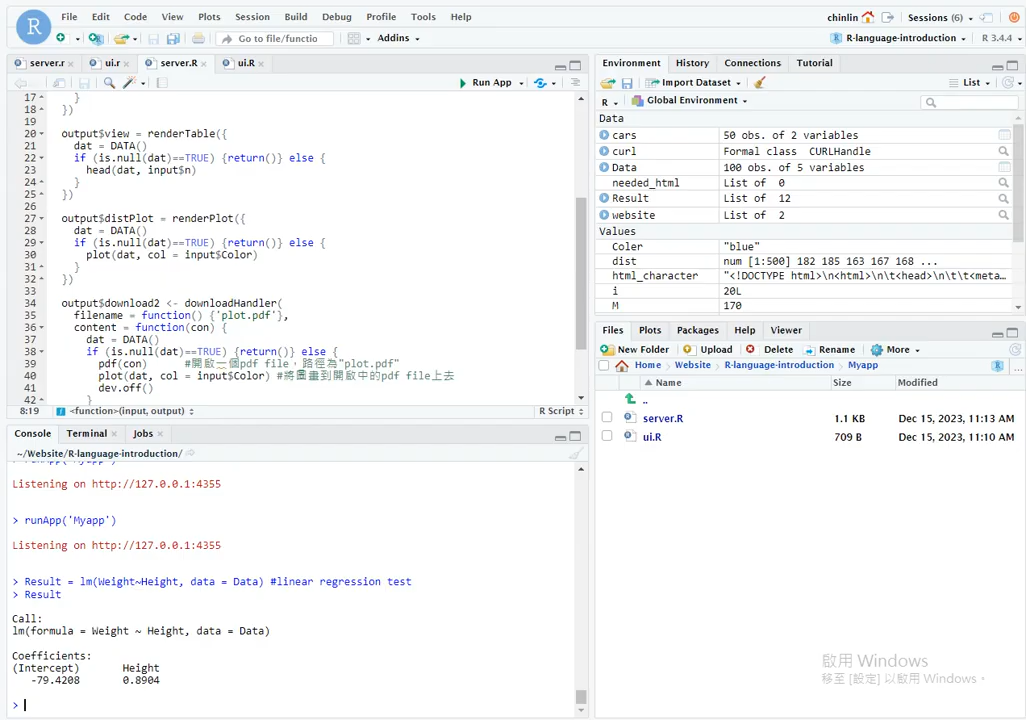 R File Edit Code View Plots Session Build Debug Profile Tools Help chinlin Sessions (6)
Go to file/functio Addins R-language-introduction R 3.4.4
server.r × ui.r × server.R × ui.R ×
Run App
17 }
18 })
19
20 output$view = renderTable({
21 dat = DATA()
22 if (is.null(dat)==TRUE) {return()} else {
23 head(dat, input$n)
24 }
25 })
26
27 output$distPlot = renderPlot({
28 dat = DATA()
29 if (is.null(dat)==TRUE) {return()} else {
30 plot(dat, col = input$Color)
31 }
32 })
33
34 output$download2 <- downloadHandler(
35 filename = function() {'plot.pdf'},
36 content = function(con) {
37 dat = DATA()
38 if (is.null(dat)==TRUE) {return()} else {
39 pdf(con) #開啟一個pdf file，路徑為"plot.pdf"
40 plot(dat, col = input$Color) #將圖畫到開啟中的pdf file上去
41 dev.off()
42 }
8:19 <function>(input, output) R Script
Console Terminal × Jobs ×
~/Website/R-language-introduction/
> runApp('Myapp')
Listening on http://127.0.0.1:4355
> runApp('Myapp')
Listening on http://127.0.0.1:4355
> Result = lm(Weight~Height, data = Data) #linear regression test
> Result
Call:
lm(formula = Weight ~ Height, data = Data)
Coefficients:
(Intercept) Height
-79.4208 0.8904
>
Environment History Connections Tutorial
Import Dataset List
R Global Environment
Data
cars 50 obs. of 2 variables
curl Formal class CURLHandle
Data 100 obs. of 5 variables
needed_html List of 0
Result List of 12
website List of 2
Values
Coler "blue"
dist num [1:500] 182 185 163 167 168 ...
html_character "<!DOCTYPE html>\n<html>\n\t<head>\n\t\t<meta...
i 20L
M 170
Files Plots Packages Help Viewer
New Folder Upload Delete Rename More
Home Website R-language-introduction Myapp ...
Name Size Modified
..
server.R 1.1 KB Dec 15, 2023, 11:13 AM
ui.R 709 B Dec 15, 2023, 11:10 AM
啟用 Windows
移至 [設定] 以啟用 Windows。